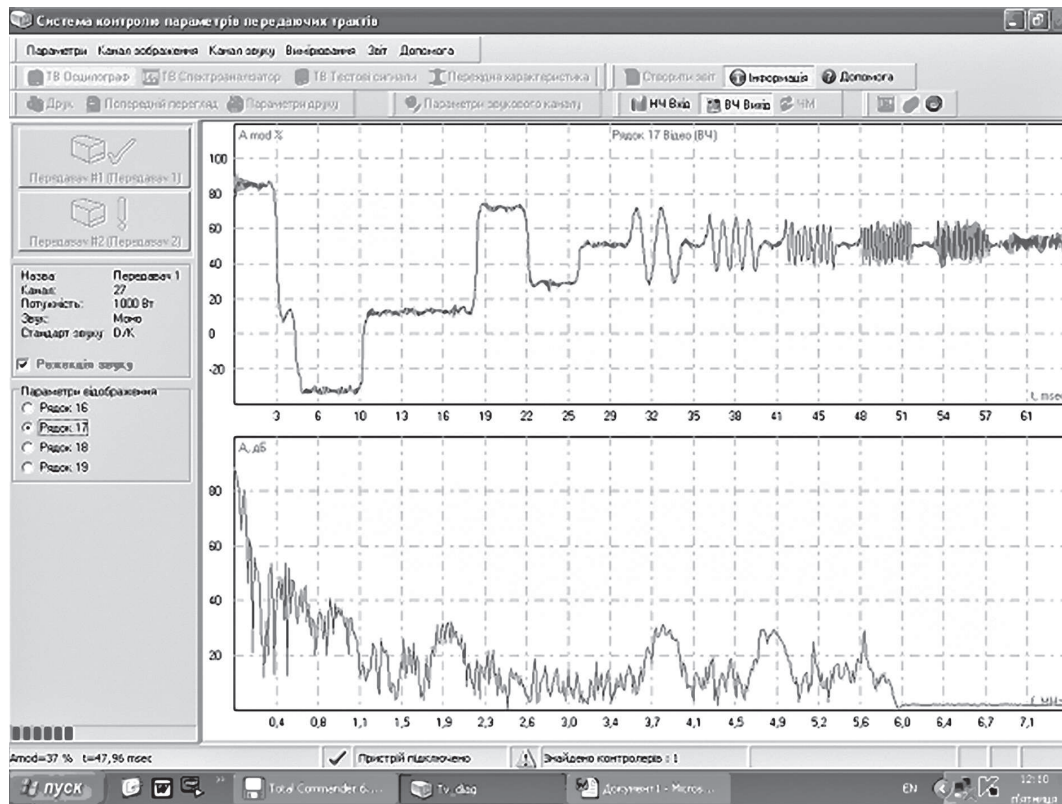 Система контролю параметрів передаючих трактів
Параметри Канал зображення Канал звуку Вимірювання Звіт Допомога
ТВ Осцилограф ТВ Спектроанализатор ТВ Тестові сигнали Перехідна характеристика Створити звіт Інформація Допомога
Друк Попередній перегляд Параметри друку Параметри звукового каналу НЧ Вхід ВЧ Вихід ЧМ
Передавач #1 (Передавач 1)
Передавач #2 (Передавач 2)
Назва: Передавач 1
Канал: 27
Потужність: 1000 Вт
Звук: Моно
Стандарт звуку: D/K
Режекція звуку
Параметри відображення
Рядок 16
Рядок 17
Рядок 18
Рядок 19
A mod %
Рядок 17 Відео (ВЧ)
100
80
60
40
20
0
-20
3 6 10 13 16 19 22 25 29 32 35 38 41 45 48 51 54 57 61
t, msec
А, дБ
80
60
40
20
0,4 0,8 1,1 1,5 1,9 2,3 2,6 3,0 3,4 3,7 4,1 4,5 4,9 5,2 5,6 6,0 6,4 6,7 7,1
f, МHz
Amod=37 % t=47,96 msec Пристрій підключено Знайдено контролерів : 1
пуск » Total Commander 6.... Tv_diag Документ1 - Micros... EN 12:10
п'ятница